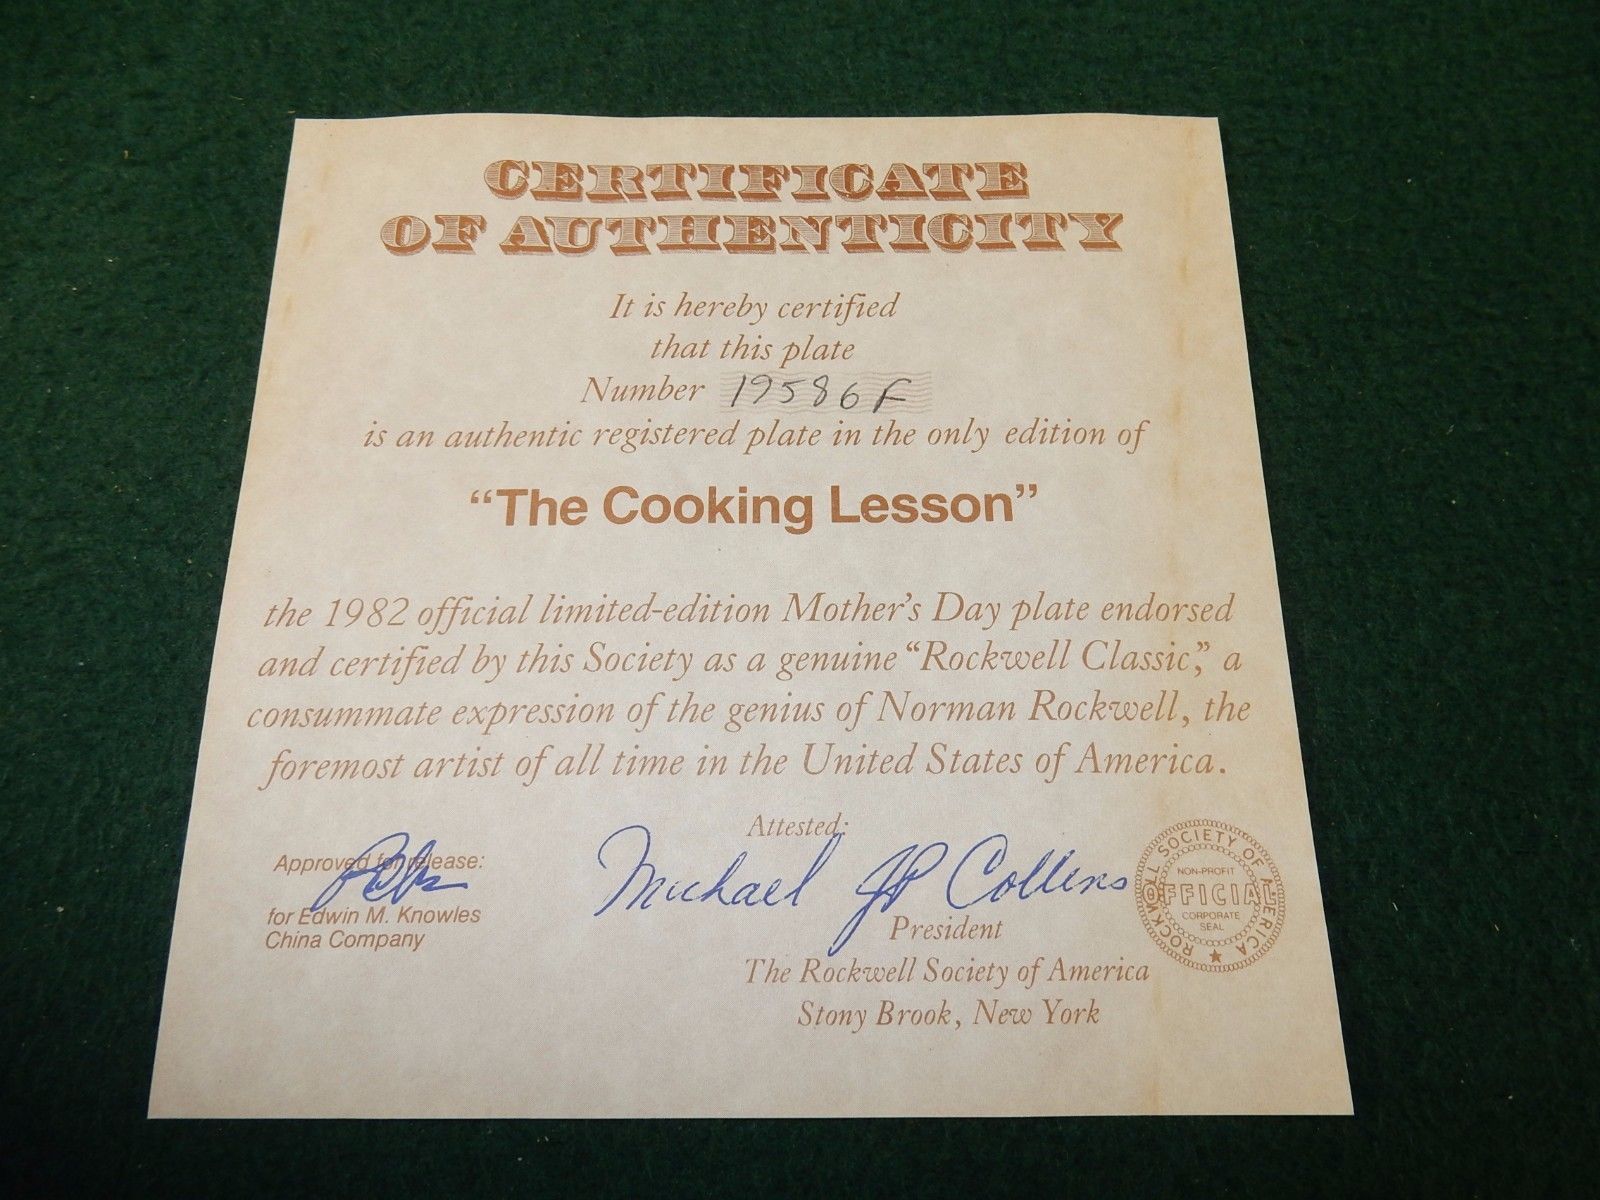 CERTIFICATE
OF AUTHENTICITY
It is hereby certified
that this plate
Number 19586F
is an authentic registered plate in the only edition of
“The Cooking Lesson”
the 1982 official limited-edition Mother’s Day plate endorsed
and certified by this Society as a genuine “Rockwell Classic,” a
consummate expression of the genius of Norman Rockwell, the
foremost artist of all time in the United States of America.
Approved for release:
for Edwin M. Knowles
China Company
Attested:
Michael JP Collins
President
The Rockwell Society of America
Stony Brook, New York
ROCKWELL SOCIETY OF AMERICA
NON-PROFIT
OFFICIAL
CORPORATE
SEAL